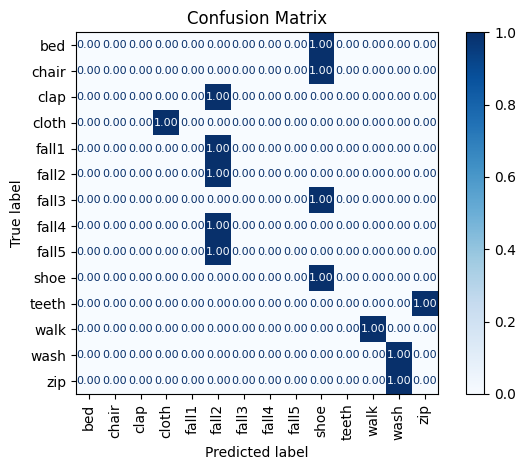 Confusion Matrix
bed 0.00 0.00 0.00 0.00 0.00 0.00 0.00 0.00 0.00 1.00 0.00 0.00 0.00 0.00
chair 0.00 0.00 0.00 0.00 0.00 0.00 0.00 0.00 0.00 1.00 0.00 0.00 0.00 0.00
clap 0.00 0.00 0.00 0.00 0.00 1.00 0.00 0.00 0.00 0.00 0.00 0.00 0.00 0.00
cloth 0.00 0.00 0.00 1.00 0.00 0.00 0.00 0.00 0.00 0.00 0.00 0.00 0.00 0.00
fall1 0.00 0.00 0.00 0.00 0.00 1.00 0.00 0.00 0.00 0.00 0.00 0.00 0.00 0.00
fall2 0.00 0.00 0.00 0.00 0.00 1.00 0.00 0.00 0.00 0.00 0.00 0.00 0.00 0.00
fall3 0.00 0.00 0.00 0.00 0.00 0.00 0.00 0.00 0.00 1.00 0.00 0.00 0.00 0.00
fall4 0.00 0.00 0.00 0.00 0.00 1.00 0.00 0.00 0.00 0.00 0.00 0.00 0.00 0.00
fall5 0.00 0.00 0.00 0.00 0.00 1.00 0.00 0.00 0.00 0.00 0.00 0.00 0.00 0.00
shoe 0.00 0.00 0.00 0.00 0.00 0.00 0.00 0.00 0.00 1.00 0.00 0.00 0.00 0.00
teeth 0.00 0.00 0.00 0.00 0.00 0.00 0.00 0.00 0.00 0.00 0.00 0.00 0.00 1.00
walk 0.00 0.00 0.00 0.00 0.00 0.00 0.00 0.00 0.00 0.00 0.00 1.00 0.00 0.00
wash 0.00 0.00 0.00 0.00 0.00 0.00 0.00 0.00 0.00 0.00 0.00 0.00 1.00 0.00
zip 0.00 0.00 0.00 0.00 0.00 0.00 0.00 0.00 0.00 0.00 0.00 0.00 1.00 0.00
bed chair clap cloth fall1 fall2 fall3 fall4 fall5 shoe teeth walk wash zip
Predicted label
True label
1.0
0.8
0.6
0.4
0.2
0.0